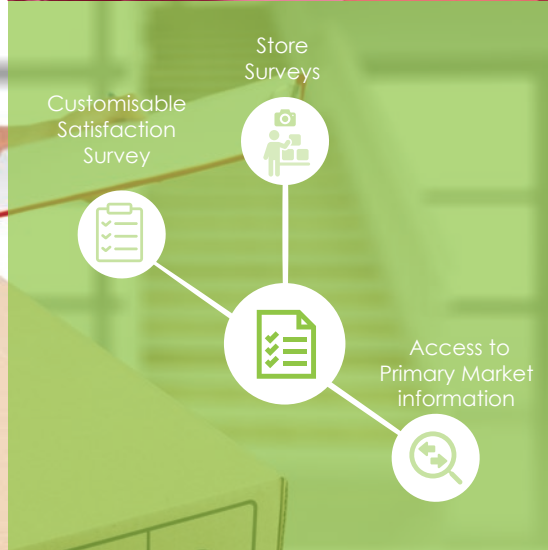 Store
Surveys
Customisable
Satisfaction
Survey
Access to
Primary Market
information